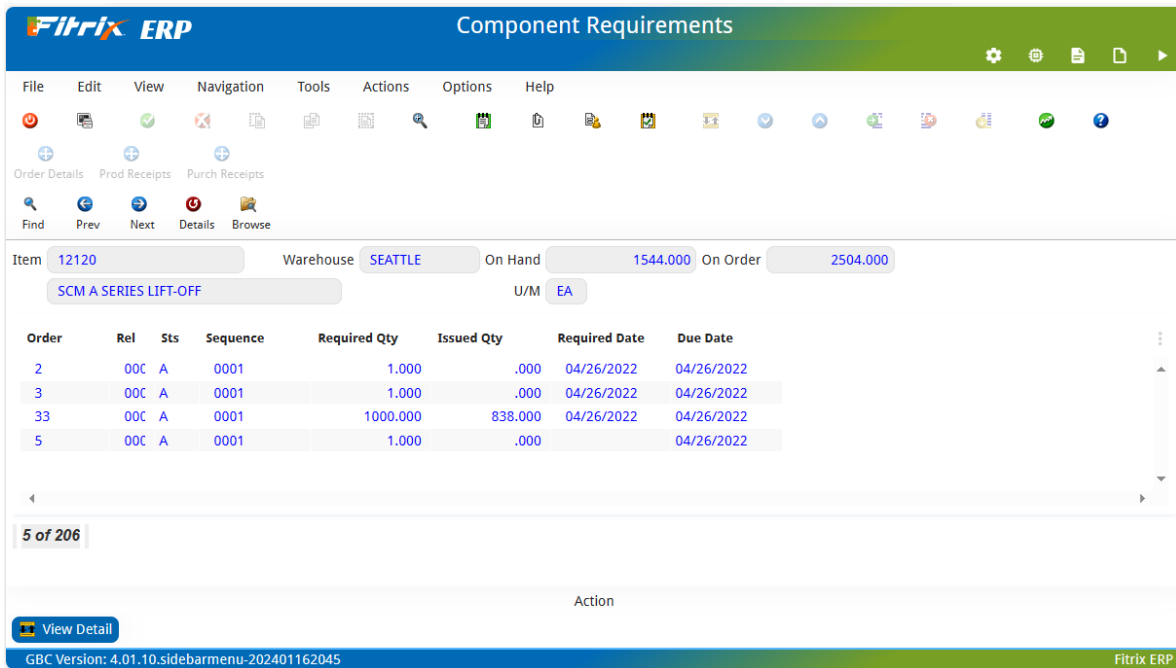 Fitrix ERP Component Requirements
File Edit View Navigation Tools Actions Options Help
Order Details Prod Receipts Purch Receipts
Find Prev Next Details Browse
Item 12120 Warehouse SEATTLE On Hand 1544.000 On Order 2504.000
SCM A SERIES LIFT-OFF U/M EA
Order Rel Sts Sequence Required Qty Issued Qty Required Date Due Date
2 000 A 0001 1.000 .000 04/26/2022 04/26/2022
3 000 A 0001 1.000 .000 04/26/2022 04/26/2022
33 000 A 0001 1000.000 838.000 04/26/2022 04/26/2022
5 000 A 0001 1.000 .000 04/26/2022
5 of 206
Action
View Detail
GBC Version: 4.01.10.sidebarmenu-202401162045 Fitrix ERP